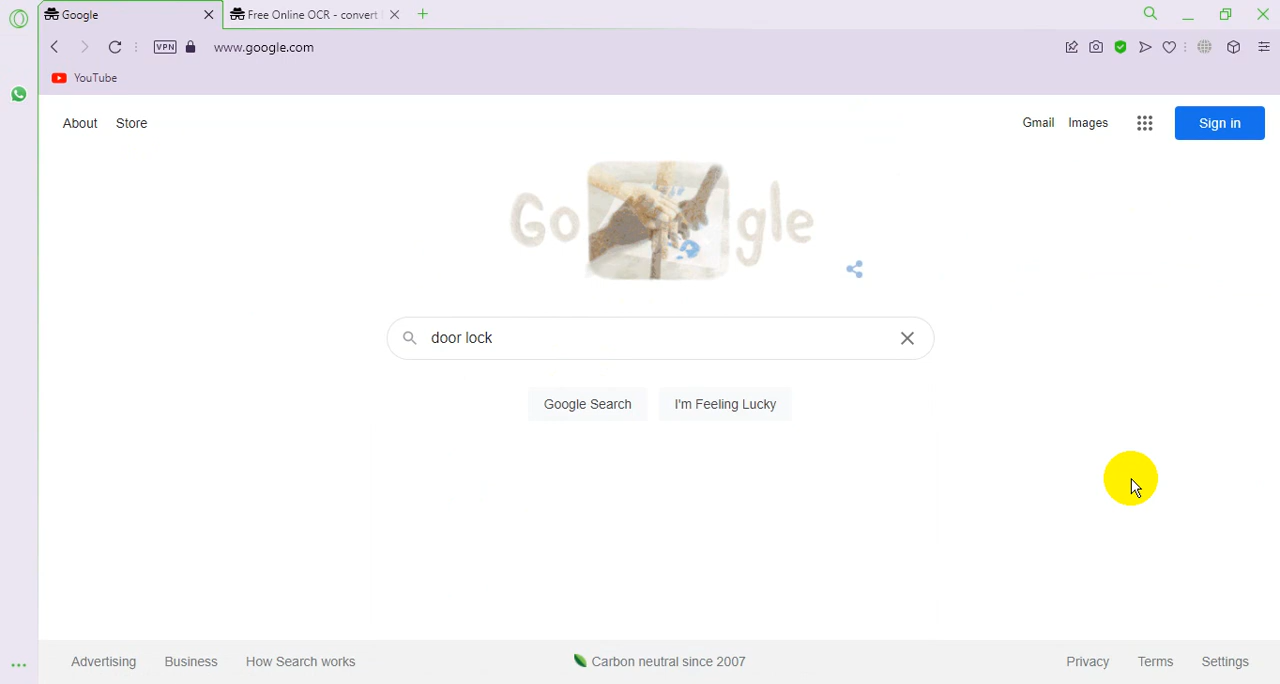 Google
Free Online OCR - convert
VPN
www.google.com
YouTube
About Store
Gmail Images Sign in
Go gle
door lock
Google Search I'm Feeling Lucky
Advertising Business How Search works
Carbon neutral since 2007
Privacy Terms Settings